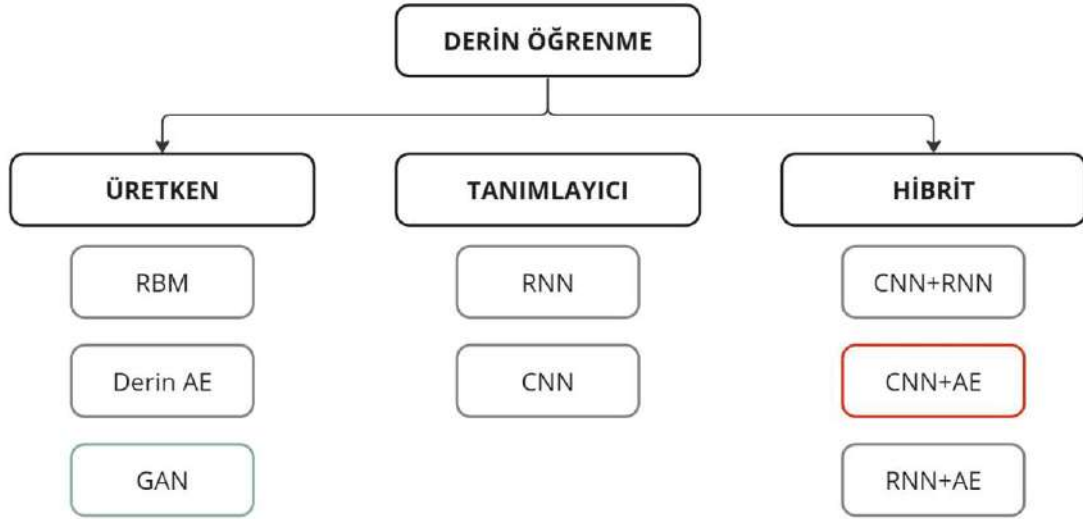 DERİN ÖĞRENME
ÜRETKEN
TANIMLAYICI
HİBRİT
RBM
RNN
CNN+RNN
Derin AE
CNN
CNN+AE
GAN
RNN+AE